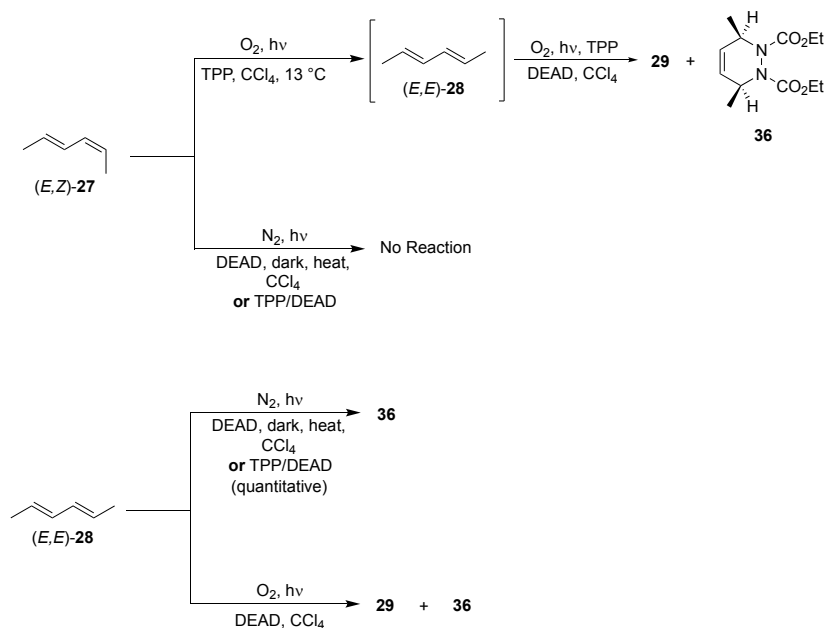 O2, hν
TPP, CCl4, 13 °C
(E,E)-28
O2, hν, TPP
DEAD, CCl4
29 +
H
N
N
H
CO2Et
CO2Et
36
(E,Z)-27
N2, hν
DEAD, dark, heat,
CCl4
or TPP/DEAD
No Reaction
N2, hν
DEAD, dark, heat,
CCl4
or TPP/DEAD
(quantitative)
36
(E,E)-28
O2, hν
DEAD, CCl4
29 + 36